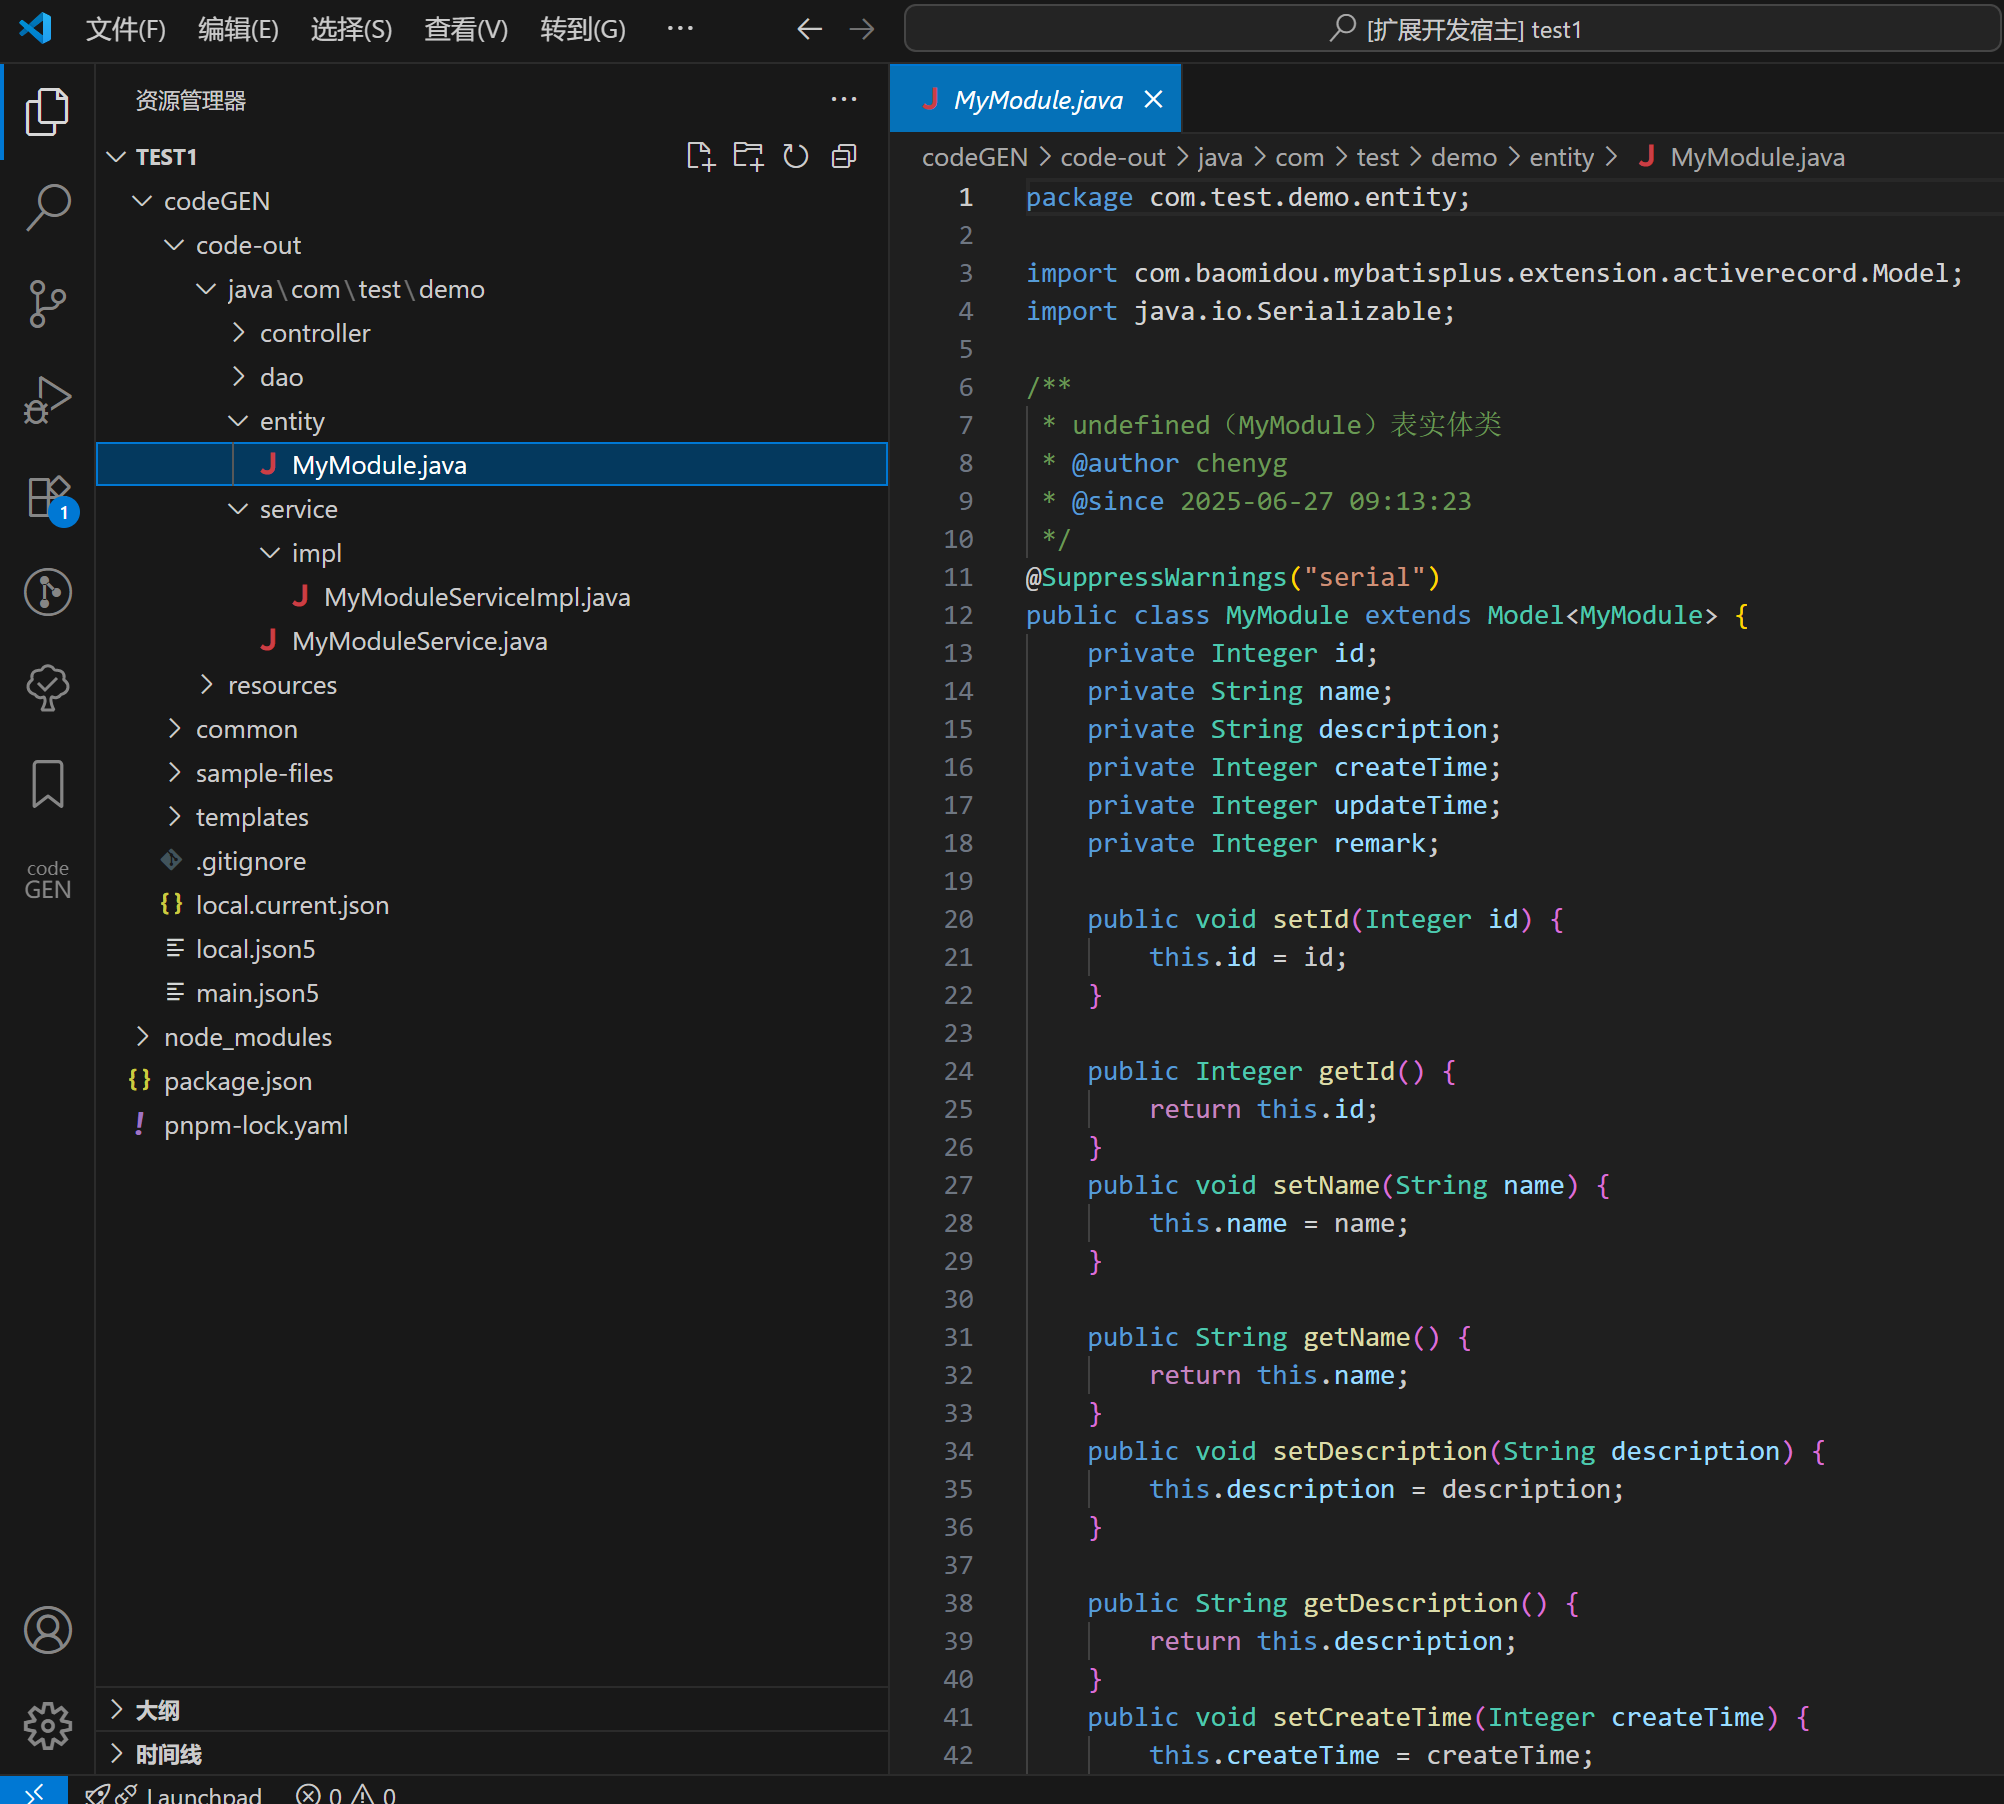 文件(F) 编辑(E) 选择(S) 查看(V) 转到(G) ··· [扩展开发宿主] test1
资源管理器 ···
TEST1
codeGEN
code-out
java\com\test\demo
controller
dao
entity
MyModule.java
service
impl
MyModuleServiceImpl.java
MyModuleService.java
resources
common
sample-files
templates
.gitignore
{} local.current.json
local.json5
main.json5
node_modules
{} package.json
! pnpm-lock.yaml
大纲
时间线
1
code
GEN
J MyModule.java
codeGEN > code-out > java > com > test > demo > entity > J MyModule.java
1 package com.test.demo.entity;
2
3 import com.baomidou.mybatisplus.extension.activerecord.Model;
4 import java.io.Serializable;
5
6 /**
7 * undefined（MyModule）表实体类
8 * @author chenyg
9 * @since 2025-06-27 09:13:23
10 */
11 @SuppressWarnings("serial")
12 public class MyModule extends Model<MyModule> {
13 private Integer id;
14 private String name;
15 private String description;
16 private Integer createTime;
17 private Integer updateTime;
18 private Integer remark;
19
20 public void setId(Integer id) {
21 this.id = id;
22 }
23
24 public Integer getId() {
25 return this.id;
26 }
27 public void setName(String name) {
28 this.name = name;
29 }
30
31 public String getName() {
32 return this.name;
33 }
34 public void setDescription(String description) {
35 this.description = description;
36 }
37
38 public String getDescription() {
39 return this.description;
40 }
41 public void setCreateTime(Integer createTime) {
42 this.createTime = createTime;
Launchpad 0 0